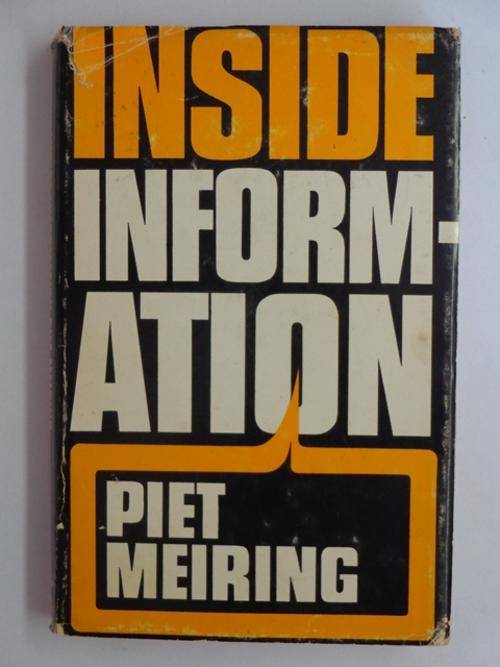 INSIDE
INFORM-
ATION
PIET
MEIRING